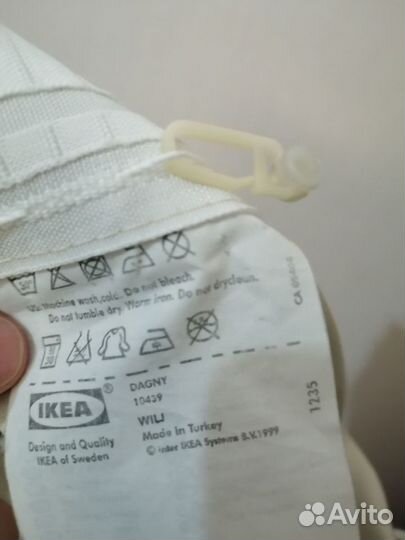 Machine wash, cold. Do not bleach.
Do not tumble dry. Warm iron. Do not dryclean.
IKEA
Design and Quality
IKEA of Sweden
DAGNY
10439
WILJ
Made in Turkey
© Inter IKEA Systems B.V. 1999
1235
Avito